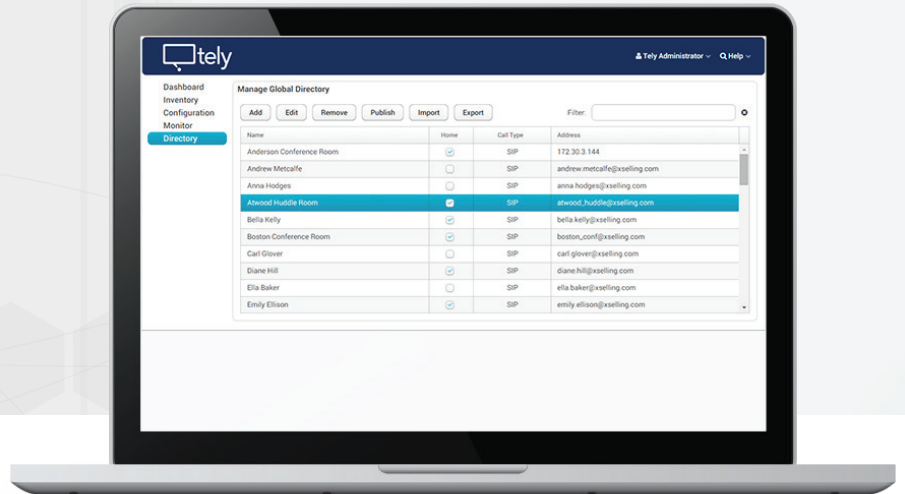 tely
Tely Administrator
Help
Dashboard
Inventory
Configuration
Monitor
Directory
Manage Global Directory
Add Edit Remove Publish Import Export Filter:
Name Home Call Type Address
Anderson Conference Room SIP 172.30.3.144
Andrew Metcalfe SIP andrew.metcalfe@xselling.com
Anna Hodges SIP anna.hodges@xselling.com
Atwood Huddle Room SIP atwood_huddle@xselling.com
Bella Kelly SIP bella.kelly@xselling.com
Boston Conference Room SIP boston_conf@xselling.com
Carl Glover SIP carl.glover@xselling.com
Diane Hill SIP diane.hill@xselling.com
Ella Baker SIP ella.baker@xselling.com
Emily Ellison SIP emily.ellison@xselling.com